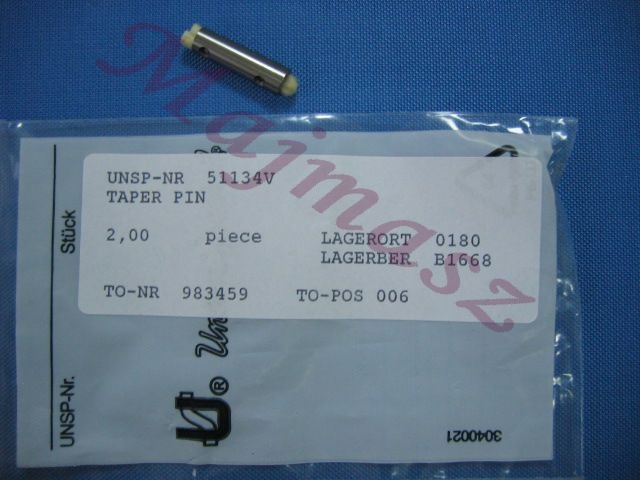 Majmasz
UNSP-NR 51134V
TAPER PIN
2,00 piece LAGERORT 0180
LAGERBER B1668
TO-NR 983459 TO-POS 006
Stück
UNSP-Nr.
®
3040021